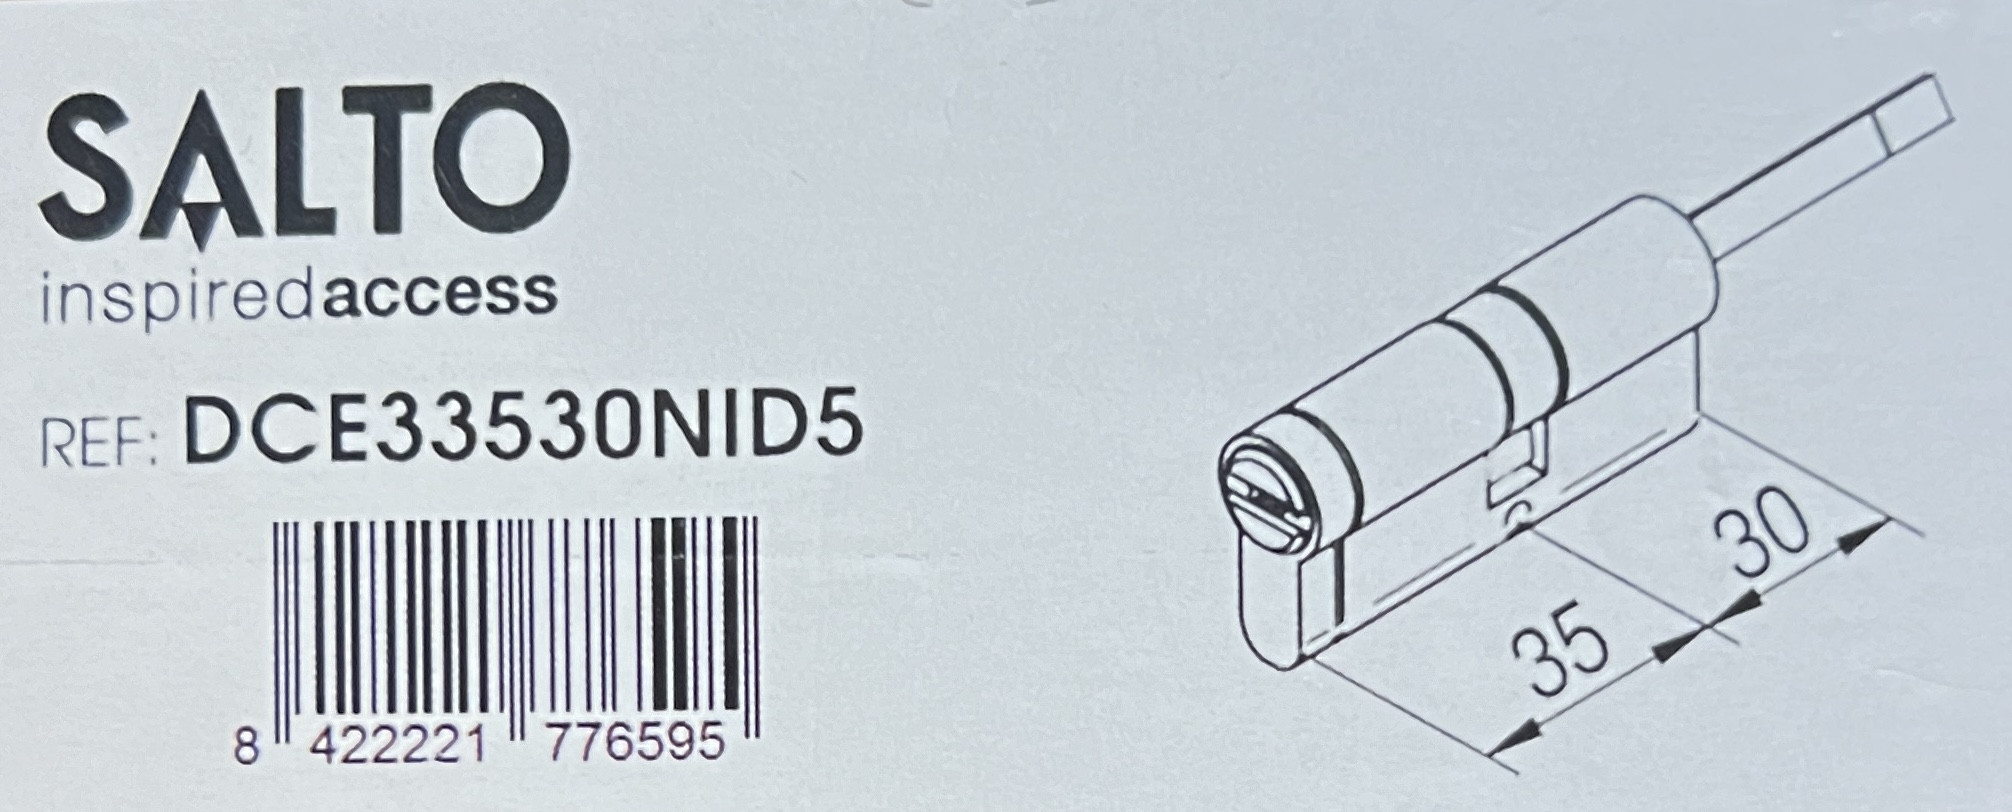 SALTO
inspiredaccess
REF: DCE33530NID5
8 422221 776595
30
35